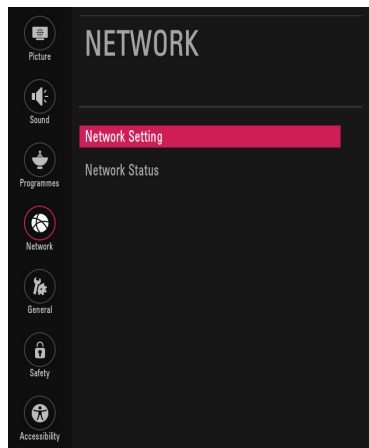 Picture
Sound
Programmes
Network
General
Safety
Accessibility
NETWORK
Network Setting
Network Status